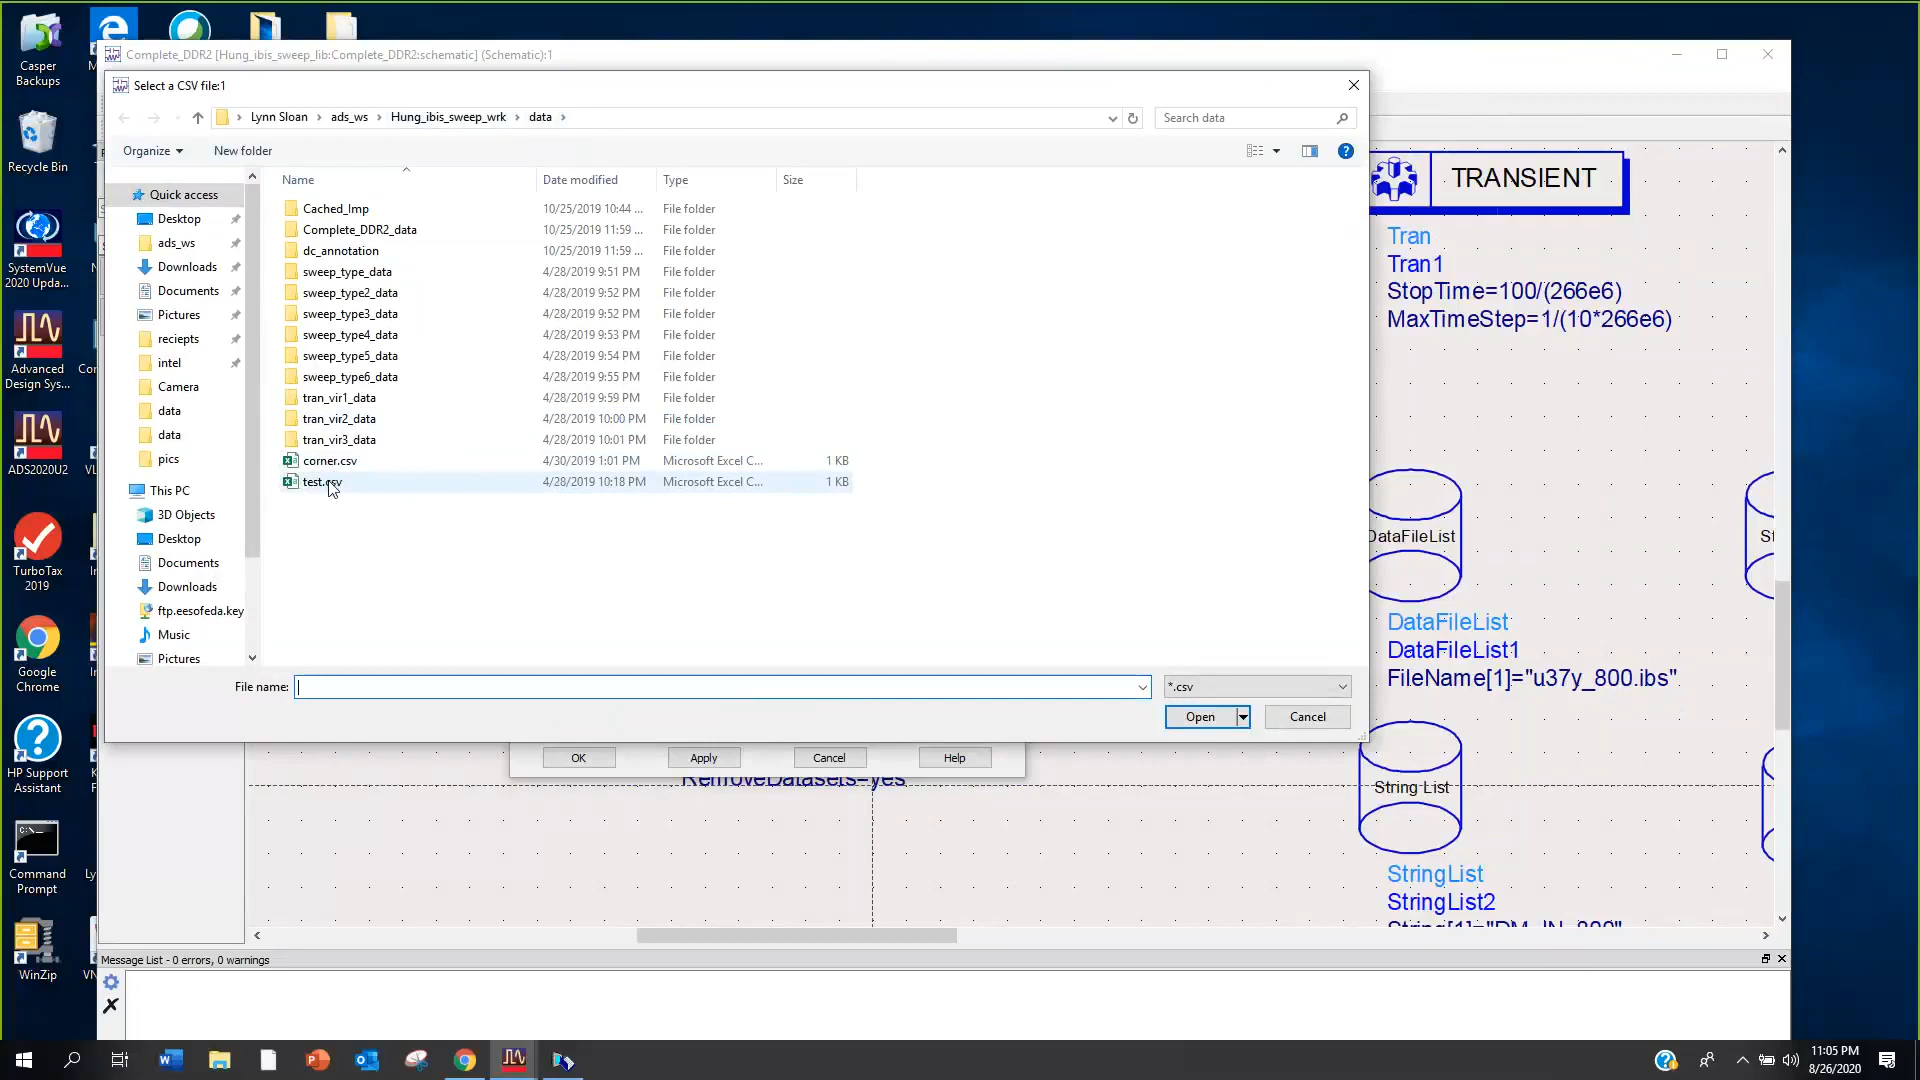 Casper
Backups
Recycle Bin
SystemVue
2020 Upda...
Advanced
Design Sys...
Cor
ADS2020U2
VL
TurboTax
2019
Google
Chrome
HP Support
Assistant
Command
Prompt
Ly
WinZip
VN
Complete_DDR2 [Hung_ibis_sweep_lib:Complete_DDR2:schematic] (Schematic):1
Select a CSV file:1
Lynn Sloan > ads_ws > Hung_ibis_sweep_wrk > data >
Search data
Organize
New folder
Name
Date modified
Type
Size
Quick access
Desktop
ads_ws
Downloads
Documents
Pictures
reciepts
intel
Camera
data
data
pics
This PC
3D Objects
Desktop
Documents
Downloads
ftp.eesofeda.key
Music
Pictures
Cached_Imp 10/25/2019 10:44 ... File folder
Complete_DDR2_data 10/25/2019 11:59 ... File folder
dc_annotation 10/25/2019 11:59 ... File folder
sweep_type_data 4/28/2019 9:51 PM File folder
sweep_type2_data 4/28/2019 9:52 PM File folder
sweep_type3_data 4/28/2019 9:52 PM File folder
sweep_type4_data 4/28/2019 9:53 PM File folder
sweep_type5_data 4/28/2019 9:54 PM File folder
sweep_type6_data 4/28/2019 9:55 PM File folder
tran_vir1_data 4/28/2019 9:59 PM File folder
tran_vir2_data 4/28/2019 10:00 PM File folder
tran_vir3_data 4/28/2019 10:01 PM File folder
corner.csv 4/30/2019 1:01 PM Microsoft Excel C... 1 KB
test.csv 4/28/2019 10:18 PM Microsoft Excel C... 1 KB
File name:
*.csv
Open
Cancel
OK
Apply
Cancel
Help
RemoveDatasets=yes
TRANSIENT
Tran
Tran1
StopTime=100/(266e6)
MaxTimeStep=1/(10*266e6)
DataFileList
St
DataFileList
DataFileList1
FileName[1]="u37y_800.ibs"
String List
StringList
StringList2
String[1]="DM_IN_800"
Message List - 0 errors, 0 warnings
11:05 PM
8/26/2020